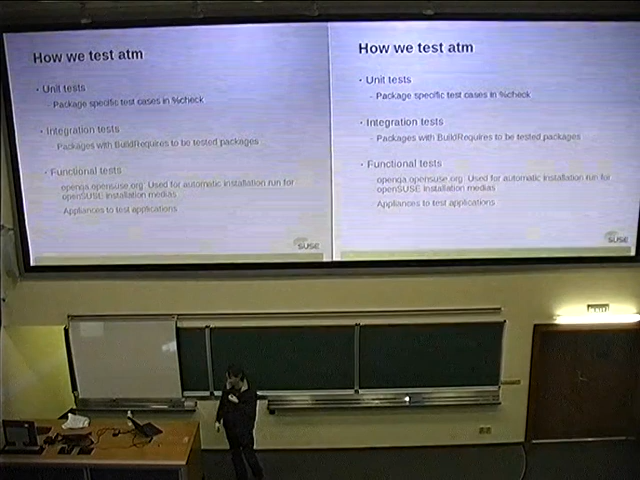 How we test atm
· Unit tests
– Package specific test cases in %check
· Integration tests
Packages with BuildRequires to be tested packages
· Functional tests
openqa.opensuse.org: Used for automatic installation run for
openSUSE installation medias
Appliances to test applications
SUSE
How we test atm
· Unit tests
– Package specific test cases in %check
· Integration tests
– Packages with BuildRequires to be tested packages
· Functional tests
openqa.opensuse.org: Used for automatic installation run for
openSUSE installation medias
Appliances to test applications
SUSE